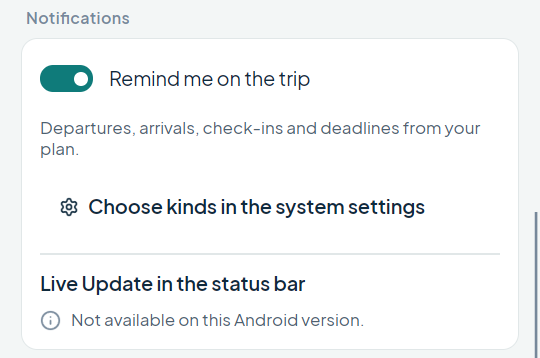 Notifications
Remind me on the trip
Departures, arrivals, check-ins and deadlines from your
plan.
Choose kinds in the system settings
Live Update in the status bar
Not available on this Android version.